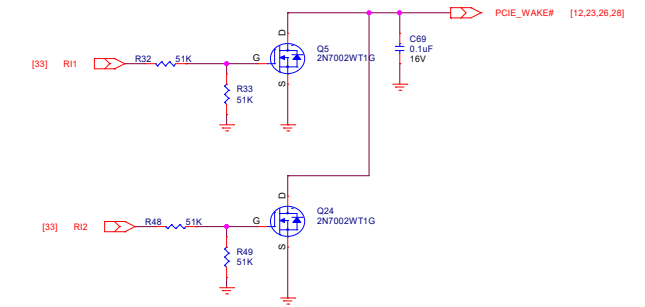 PCIE_WAKE# [12,23,26,28]
D
Q5
2N7002WT1G
C69
0.1uF
16V
[33] RI1
R32 51K
G
R33
51K
S
D
Q24
2N7002WT1G
[33] RI2
R48 51K
G
R49
51K
S